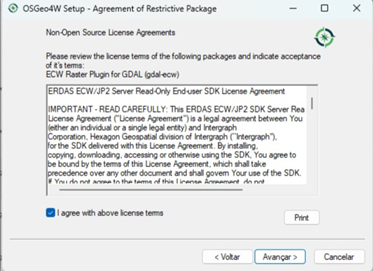 OSGeo4W Setup - Agreement of Restrictive Package
Non-Open Source License Agreements
Please review the license terms of the following packages and indicate acceptance
of it's terms:
ECW Raster Plugin for GDAL (gdal-ecw)
ERDAS ECW/JP2 Server Read-Only End-user SDK License Agreement
IMPORTANT - READ CAREFULLY: This ERDAS ECW/JP2 SDK Server Rea
License Agreement ("License Agreement") is a legal agreement between You
(either an individual or a single legal entity) and Intergraph
Corporation, Hexagon Geospatial division of Intergraph ("Intergraph"),
for the SDK delivered with this License Agreement. By installing,
copying, downloading, accessing or otherwise using the SDK, You agree to
be bound by the terms of this License Agreement, which shall take
precedence over any other document and shall govern Your use of the SDK.
If You do not agree to the terms of this License Agreement, do not
I agree with above license terms
Print
< Voltar
Avançar >
Cancelar